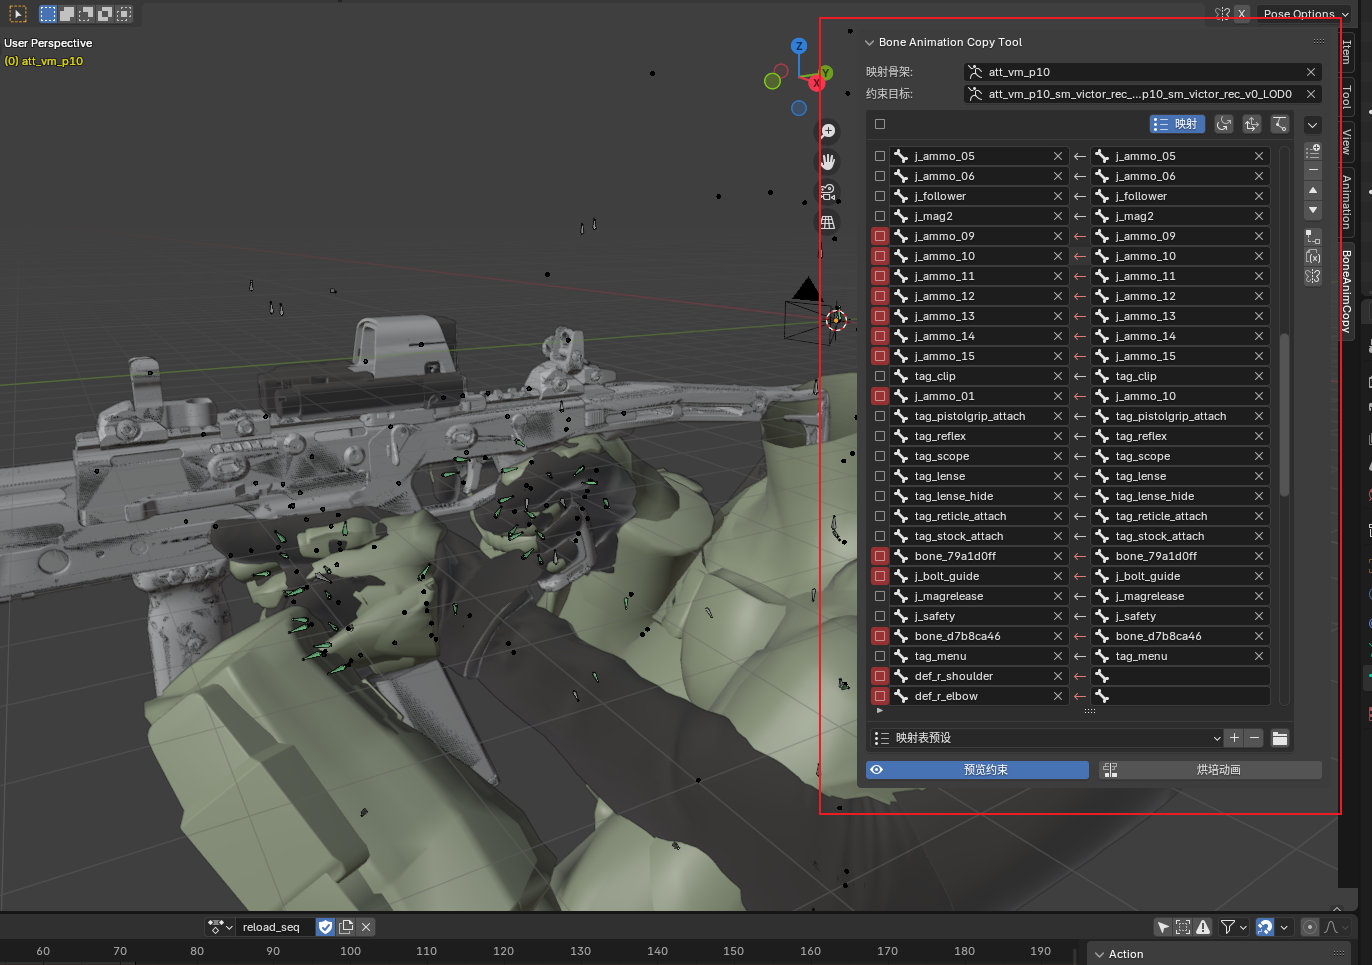 X
Pose Options
User Perspective
(0) att_vm_p10
Z
Y
X
Bone Animation Copy Tool
映射骨架:
att_vm_p10
约束目标:
att_vm_p10_sm_victor_rec_...p10_sm_victor_rec_v0_LOD0
映射
j_ammo_05 j_ammo_05
j_ammo_06 j_ammo_06
j_follower j_follower
j_mag2 j_mag2
j_ammo_09 j_ammo_09
j_ammo_10 j_ammo_10
j_ammo_11 j_ammo_11
j_ammo_12 j_ammo_12
j_ammo_13 j_ammo_13
j_ammo_14 j_ammo_14
j_ammo_15 j_ammo_15
tag_clip tag_clip
j_ammo_01 j_ammo_10
tag_pistolgrip_attach tag_pistolgrip_attach
tag_reflex tag_reflex
tag_scope tag_scope
tag_lense tag_lense
tag_lense_hide tag_lense_hide
tag_reticle_attach tag_reticle_attach
tag_stock_attach tag_stock_attach
bone_79a1d0ff bone_79a1d0ff
j_bolt_guide j_bolt_guide
j_magrelease j_magrelease
j_safety j_safety
bone_d7b8ca46 bone_d7b8ca46
tag_menu tag_menu
def_r_shoulder
def_r_elbow
映射表预设
预览约束
烘培动画
Item
Tool
View
Animation
BoneAnimCopy
reload_seq
60 70 80 90 100 110 120 130 140 150 160 170 180 190
Action